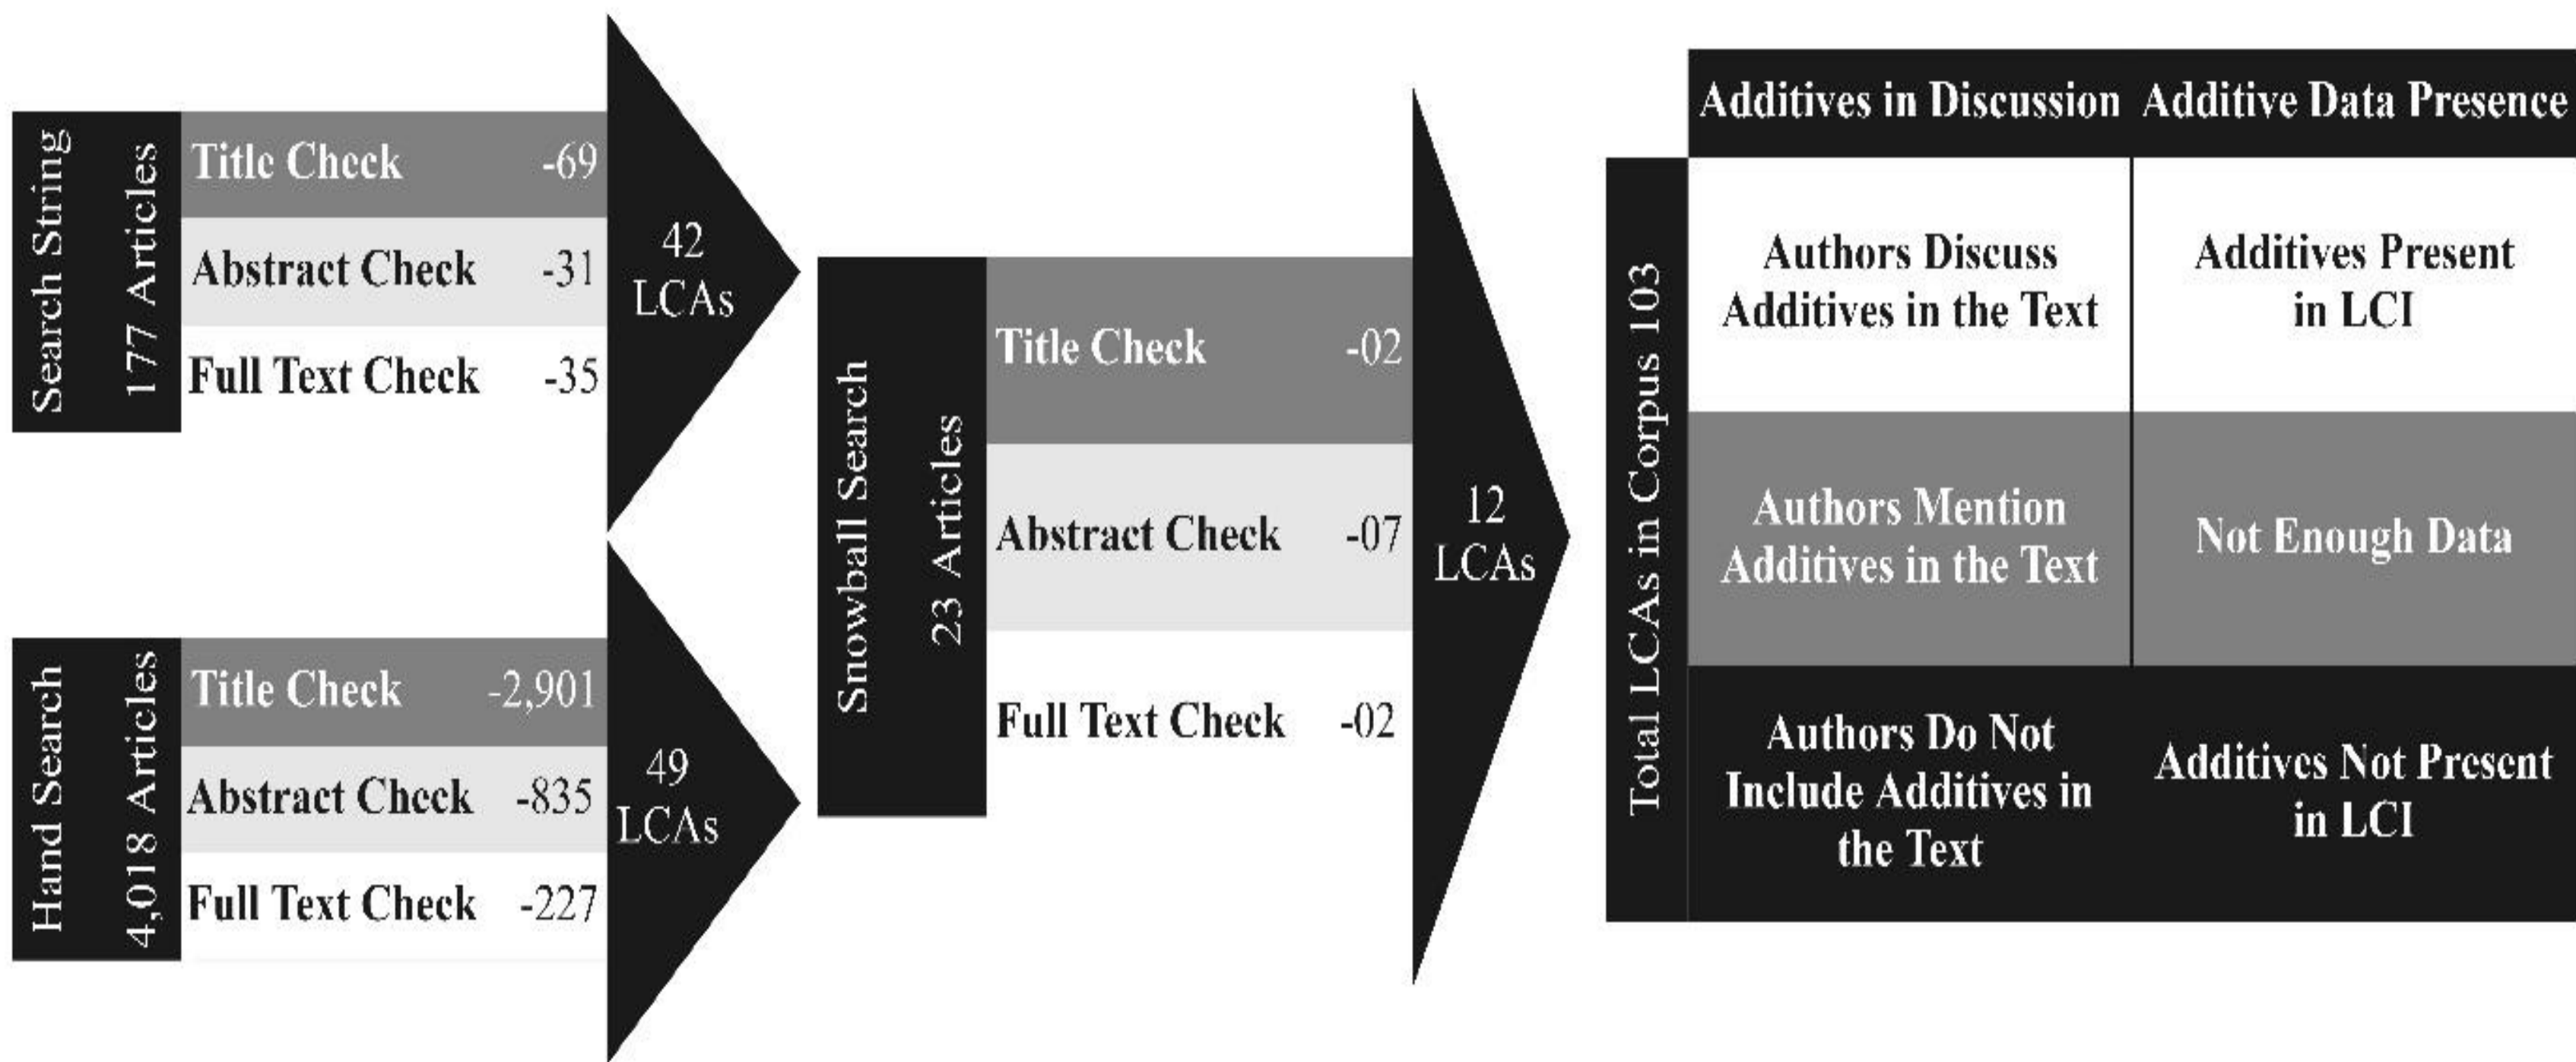 Search String
177 Articles
Title Check -69
Abstract Check -31
Full Text Check -35
42
LCAs
Hand Search
4,018 Articles
Title Check -2,901
Abstract Check -835
Full Text Check -227
49
LCAs
Snowball Search
23 Articles
Title Check -02
Abstract Check -07
Full Text Check -02
12
LCAs
Total LCAs in Corpus 103
Additives in Discussion Additive Data Presence
Authors Discuss
Additives in the Text
Additives Present
in LCI
Authors Mention
Additives in the Text
Not Enough Data
Authors Do Not
Include Additives in
the Text
Additives Not Present
in LCI